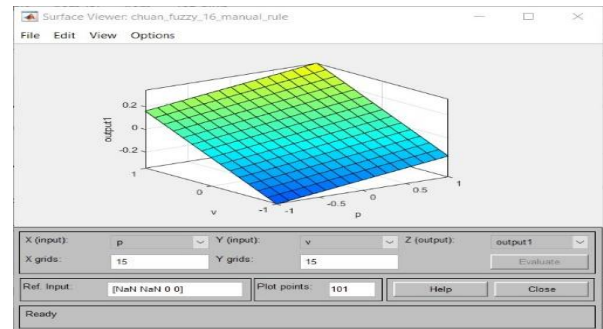 Surface Viewer: chuan_fuzzy_16_manual_rule
File Edit View Options
0.2
0
-0.2
output1
1
0
-1
v
-1
-0.5
0
0.5
1
p
X (input): p Y (input): v Z (output): output1
X grids: 15 Y grids: 15 Evaluate
Ref. Input: [NaN NaN 0 0] Plot points: 101 Help Close
Ready